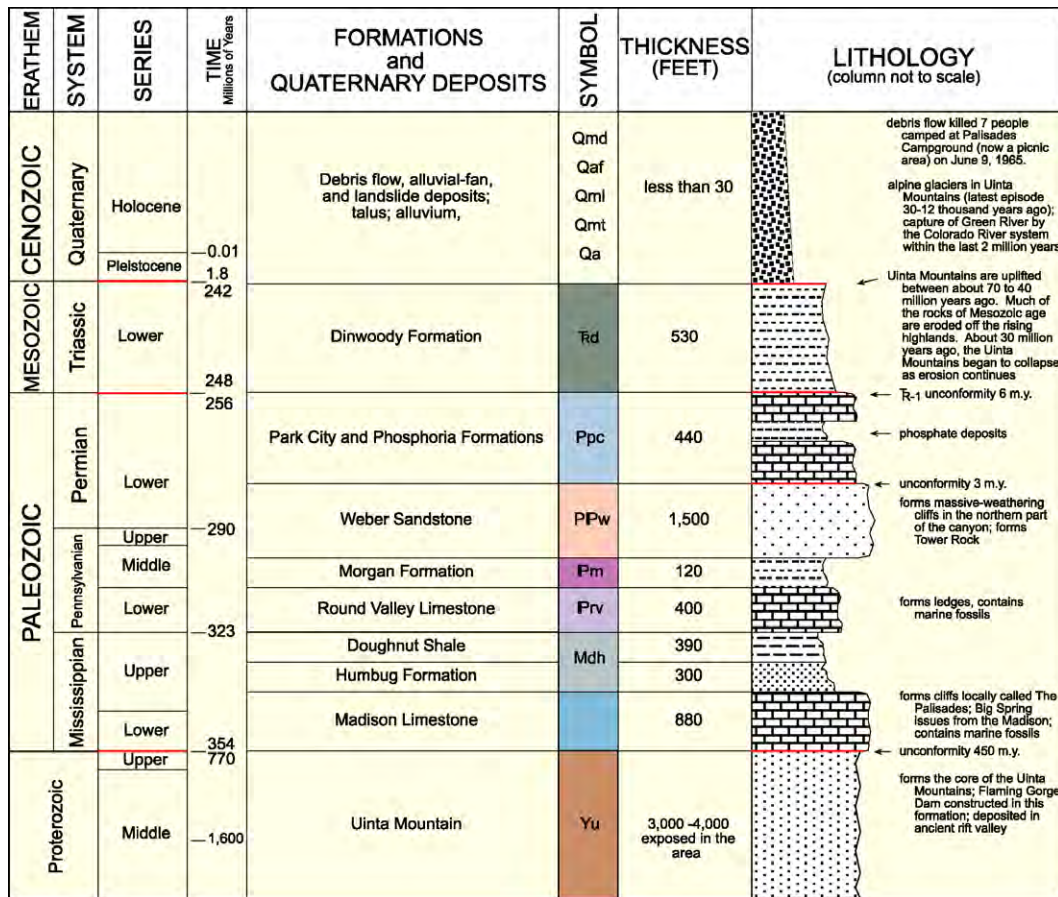 ERATHEM
SYSTEM
SERIES
TIME
Millions of Years
FORMATIONS
and
QUATERNARY DEPOSITS
SYMBOL
THICKNESS
(FEET)
LITHOLOGY
(column not to scale)
CENOZOIC
Quaternary
Holocene
0.01
Pleistocene
1.8
Debris flow, alluvial-fan,
and landslide deposits;
talus; alluvium,
Qmd
Qaf
Qml
Qmt
Qa
less than 30
debris flow killed 7 people
camped at Palisades
Campground (now a picnic
area) on June 9, 1965.
alpine glaciers in Uinta
Mountains (latest episode
30-12 thousand years ago);
capture of Green River by
the Colorado River system
within the last 2 million years
MESOZOIC
Triassic
Lower
242
248
Dinwoody Formation
TRd
530
Uinta Mountains are uplifted
between about 70 to 40
million years ago. Much of
the rocks of Mesozoic age
are eroded off the rising
highlands. About 30 million
years ago, the Uinta
Mountains began to collapse
as erosion continues
TR-1 unconformity 6 m.y.
PALEOZOIC
Permian
Lower
256
Park City and Phosphoria Formations
Ppc
440
phosphate deposits
unconformity 3 m.y.
Weber Sandstone
PIPw
1,500
forms massive-weathering
cliffs in the northern part
of the canyon; forms
Tower Rock
290
Pennsylvanian
Upper
Middle
Lower
Morgan Formation
IPm
120
Round Valley Limestone
IPrv
400
forms ledges, contains
marine fossils
323
Mississippian
Upper
Lower
Doughnut Shale
390
Mdh
Humbug Formation
300
Madison Limestone
880
forms cliffs locally called The
Palisades; Big Spring
issues from the Madison;
contains marine fossils
354
unconformity 450 m.y.
Proterozoic
Upper
770
Middle
1,600
Uinta Mountain
Yu
3,000 -4,000
exposed in the
area
forms the core of the Uinta
Mountains; Flaming Gorge
Dam constructed in this
formation; deposited in
ancient rift valley